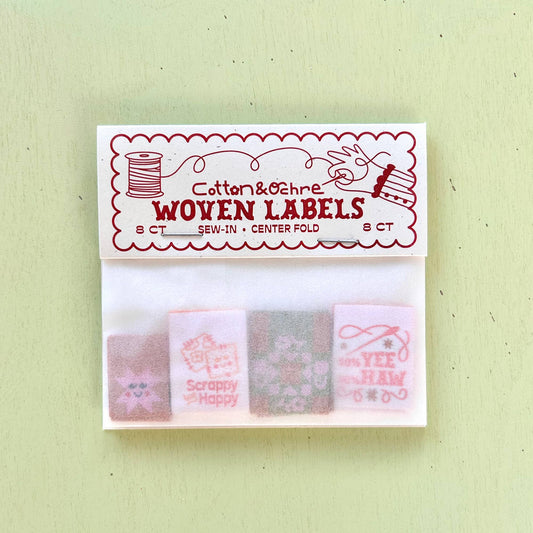 Cotton & Ochre
WOVEN LABELS
8 CT SEW-IN • CENTER FOLD 8 CT
Scrappy
Happy
YEE
HAW